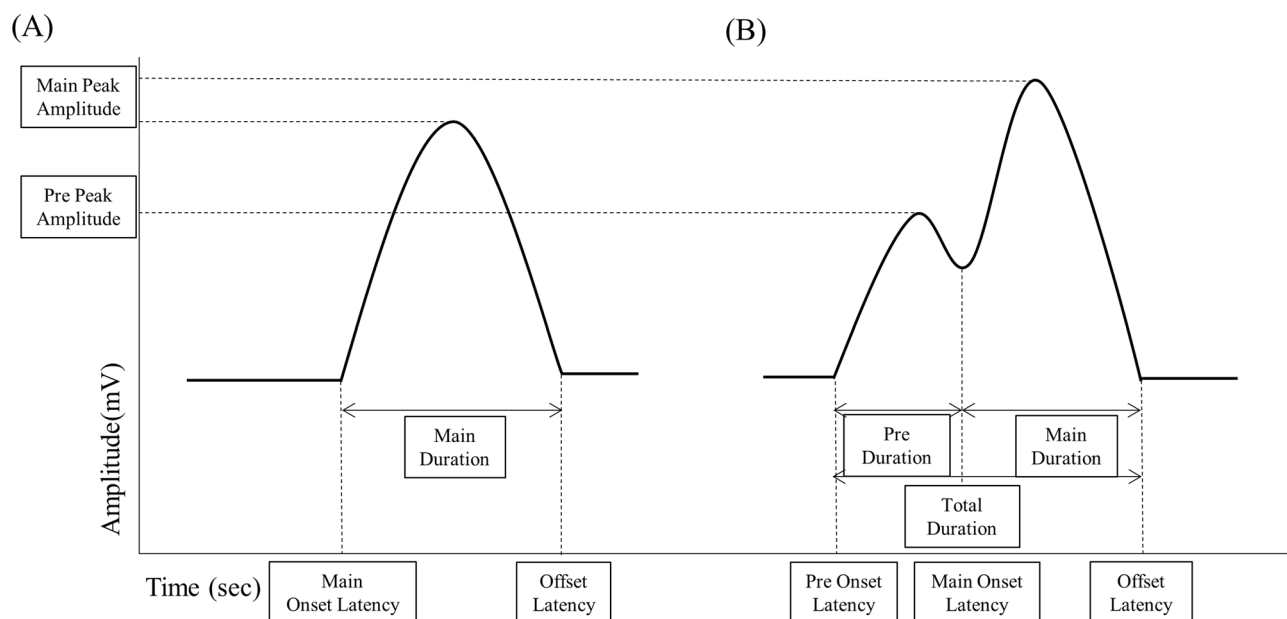 (A)
(B)
Main Peak
Amplitude
Pre Peak
Amplitude
Amplitude(mV)
Main
Duration
Pre
Duration
Main
Duration
Total
Duration
Time (sec)
Main
Onset Latency
Offset
Latency
Pre Onset
Latency
Main Onset
Latency
Offset
Latency